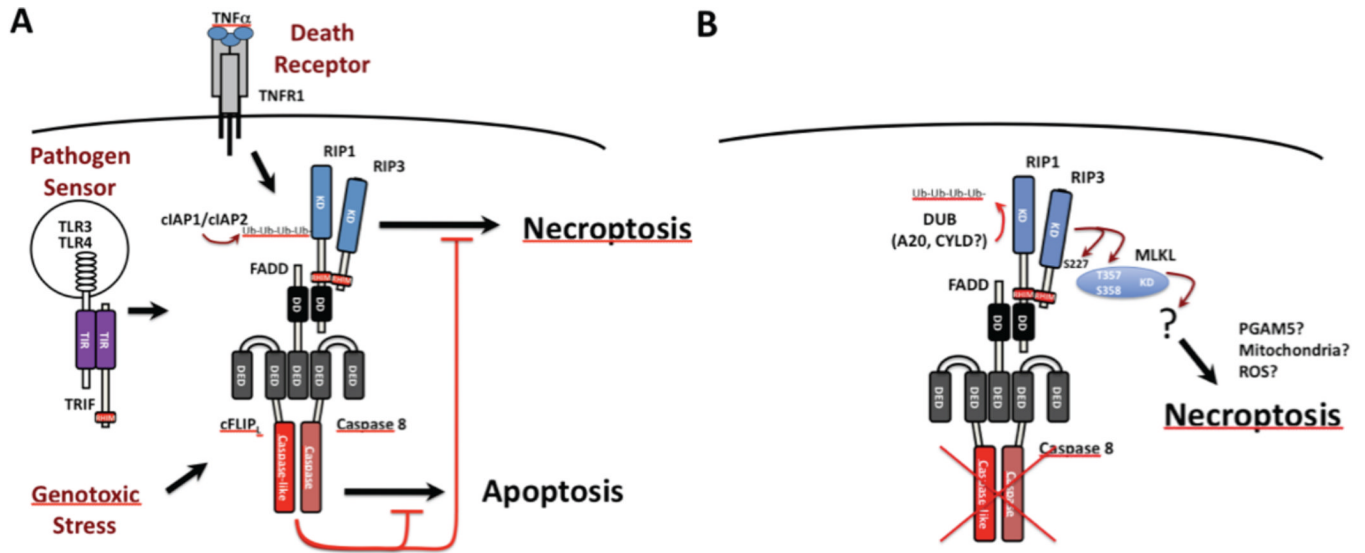 A
TNFα
Death
Receptor
TNFR1
Pathogen
Sensor
TLR3
TLR4
TIR
TIR
TRIF
RHIM
cIAP1/cIAP2
Ub-Ub-Ub-Ub-
RIP1
RIP3
KD
KD
RHIM
RHIM
FADD
DD
DD
DED
DED
DED
DED
DED
cFLIPL
Caspase 8
Caspase-like
Caspase
Necroptosis
Apoptosis
Genotoxic
Stress
B
RIP1
RIP3
Ub-Ub-Ub-Ub-
DUB
(A20, CYLD?)
KD
KD
S227
MLKL
T357
S358
KD
FADD
RHIM
RHIM
DD
DD
?
PGAM5?
Mitochondria?
ROS?
Necroptosis
DED
DED
DED
DED
DED
Caspase 8
Caspase-like
Caspase